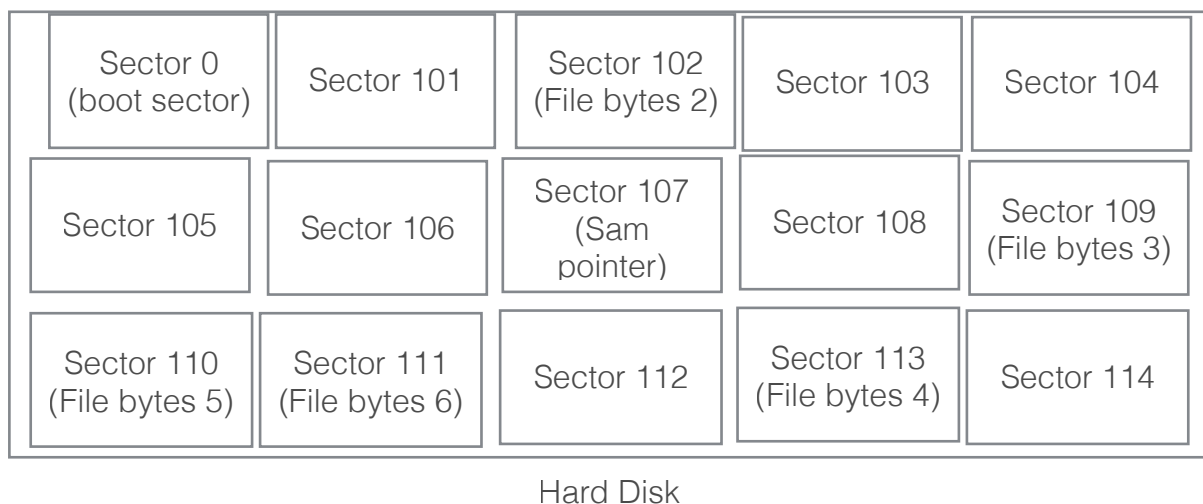 Sector 0
(boot sector)
Sector 101
Sector 102
(File bytes 2)
Sector 103
Sector 104
Sector 105
Sector 106
Sector 107
(Sam
pointer)
Sector 108
Sector 109
(File bytes 3)
Sector 110
(File bytes 5)
Sector 111
(File bytes 6)
Sector 112
Sector 113
(File bytes 4)
Sector 114
Hard Disk